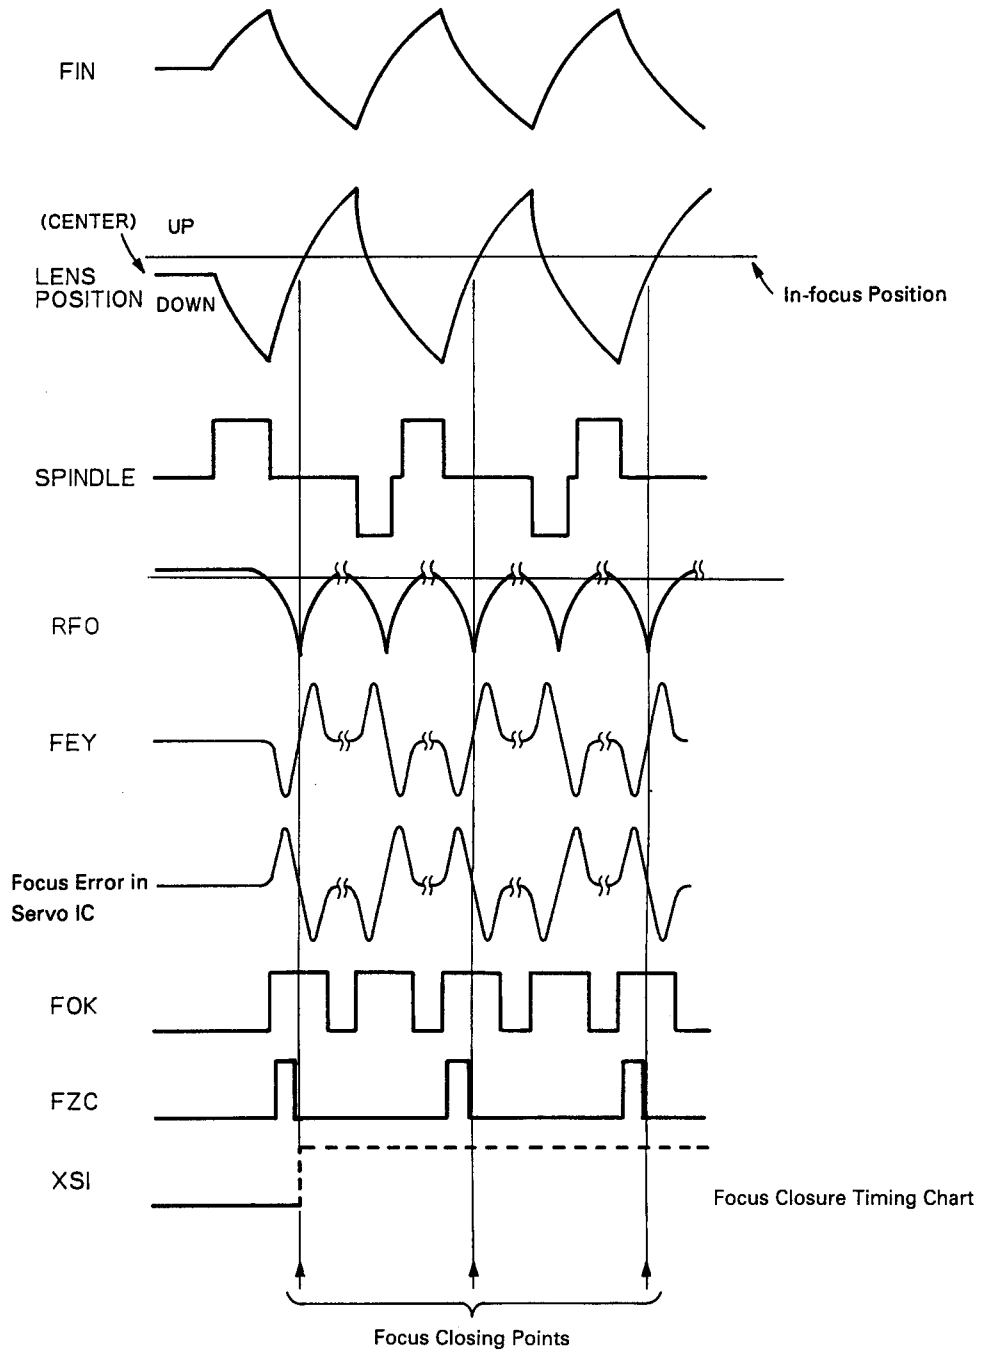 FIN
(CENTER)
UP
LENS
POSITION
DOWN
In-focus Position
SPINDLE
RFO
FEY
Focus Error in
Servo IC
FOK
FZC
XSI
Focus Closure Timing Chart
Focus Closing Points